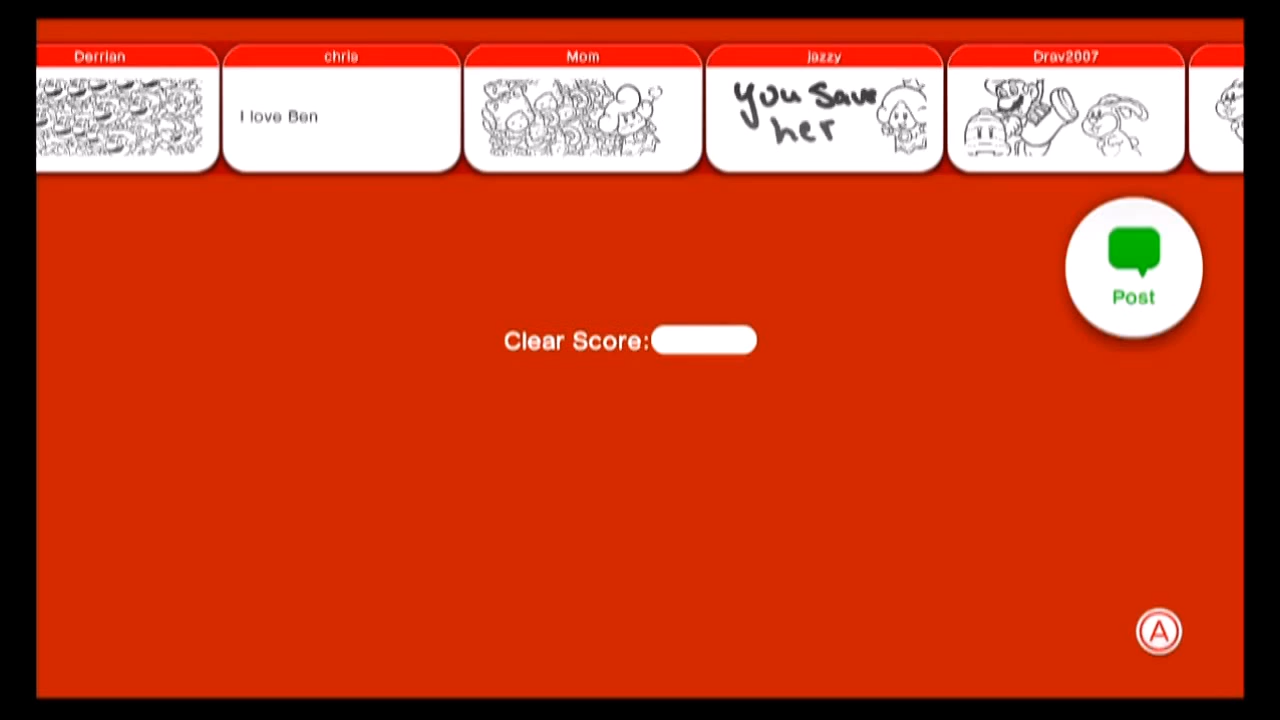 Derrian
chris
Mom
jazzy
Drav2007
I love Ben
you save
her
Post
Clear Score:
A